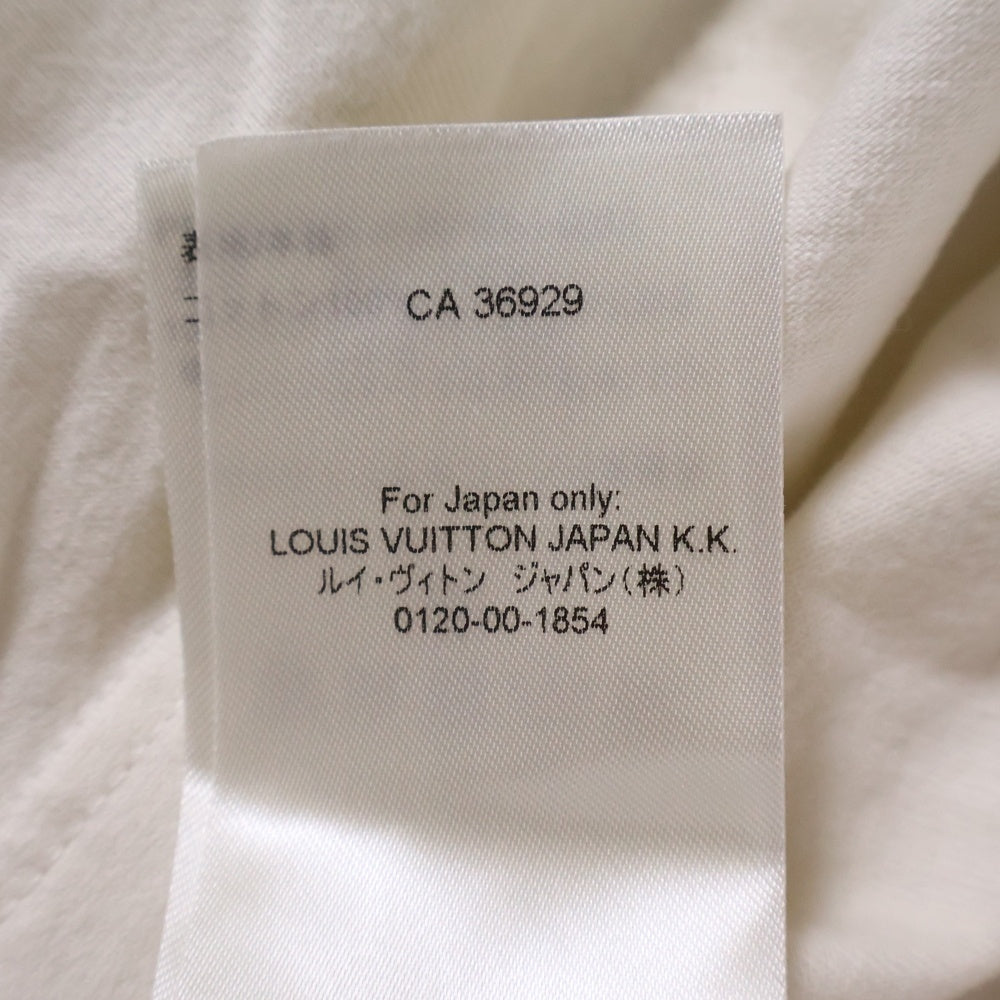 CA 36929
For Japan only:
LOUIS VUITTON JAPAN K.K.
ルイ・ヴィトン ジャパン(株)
0120-00-1854